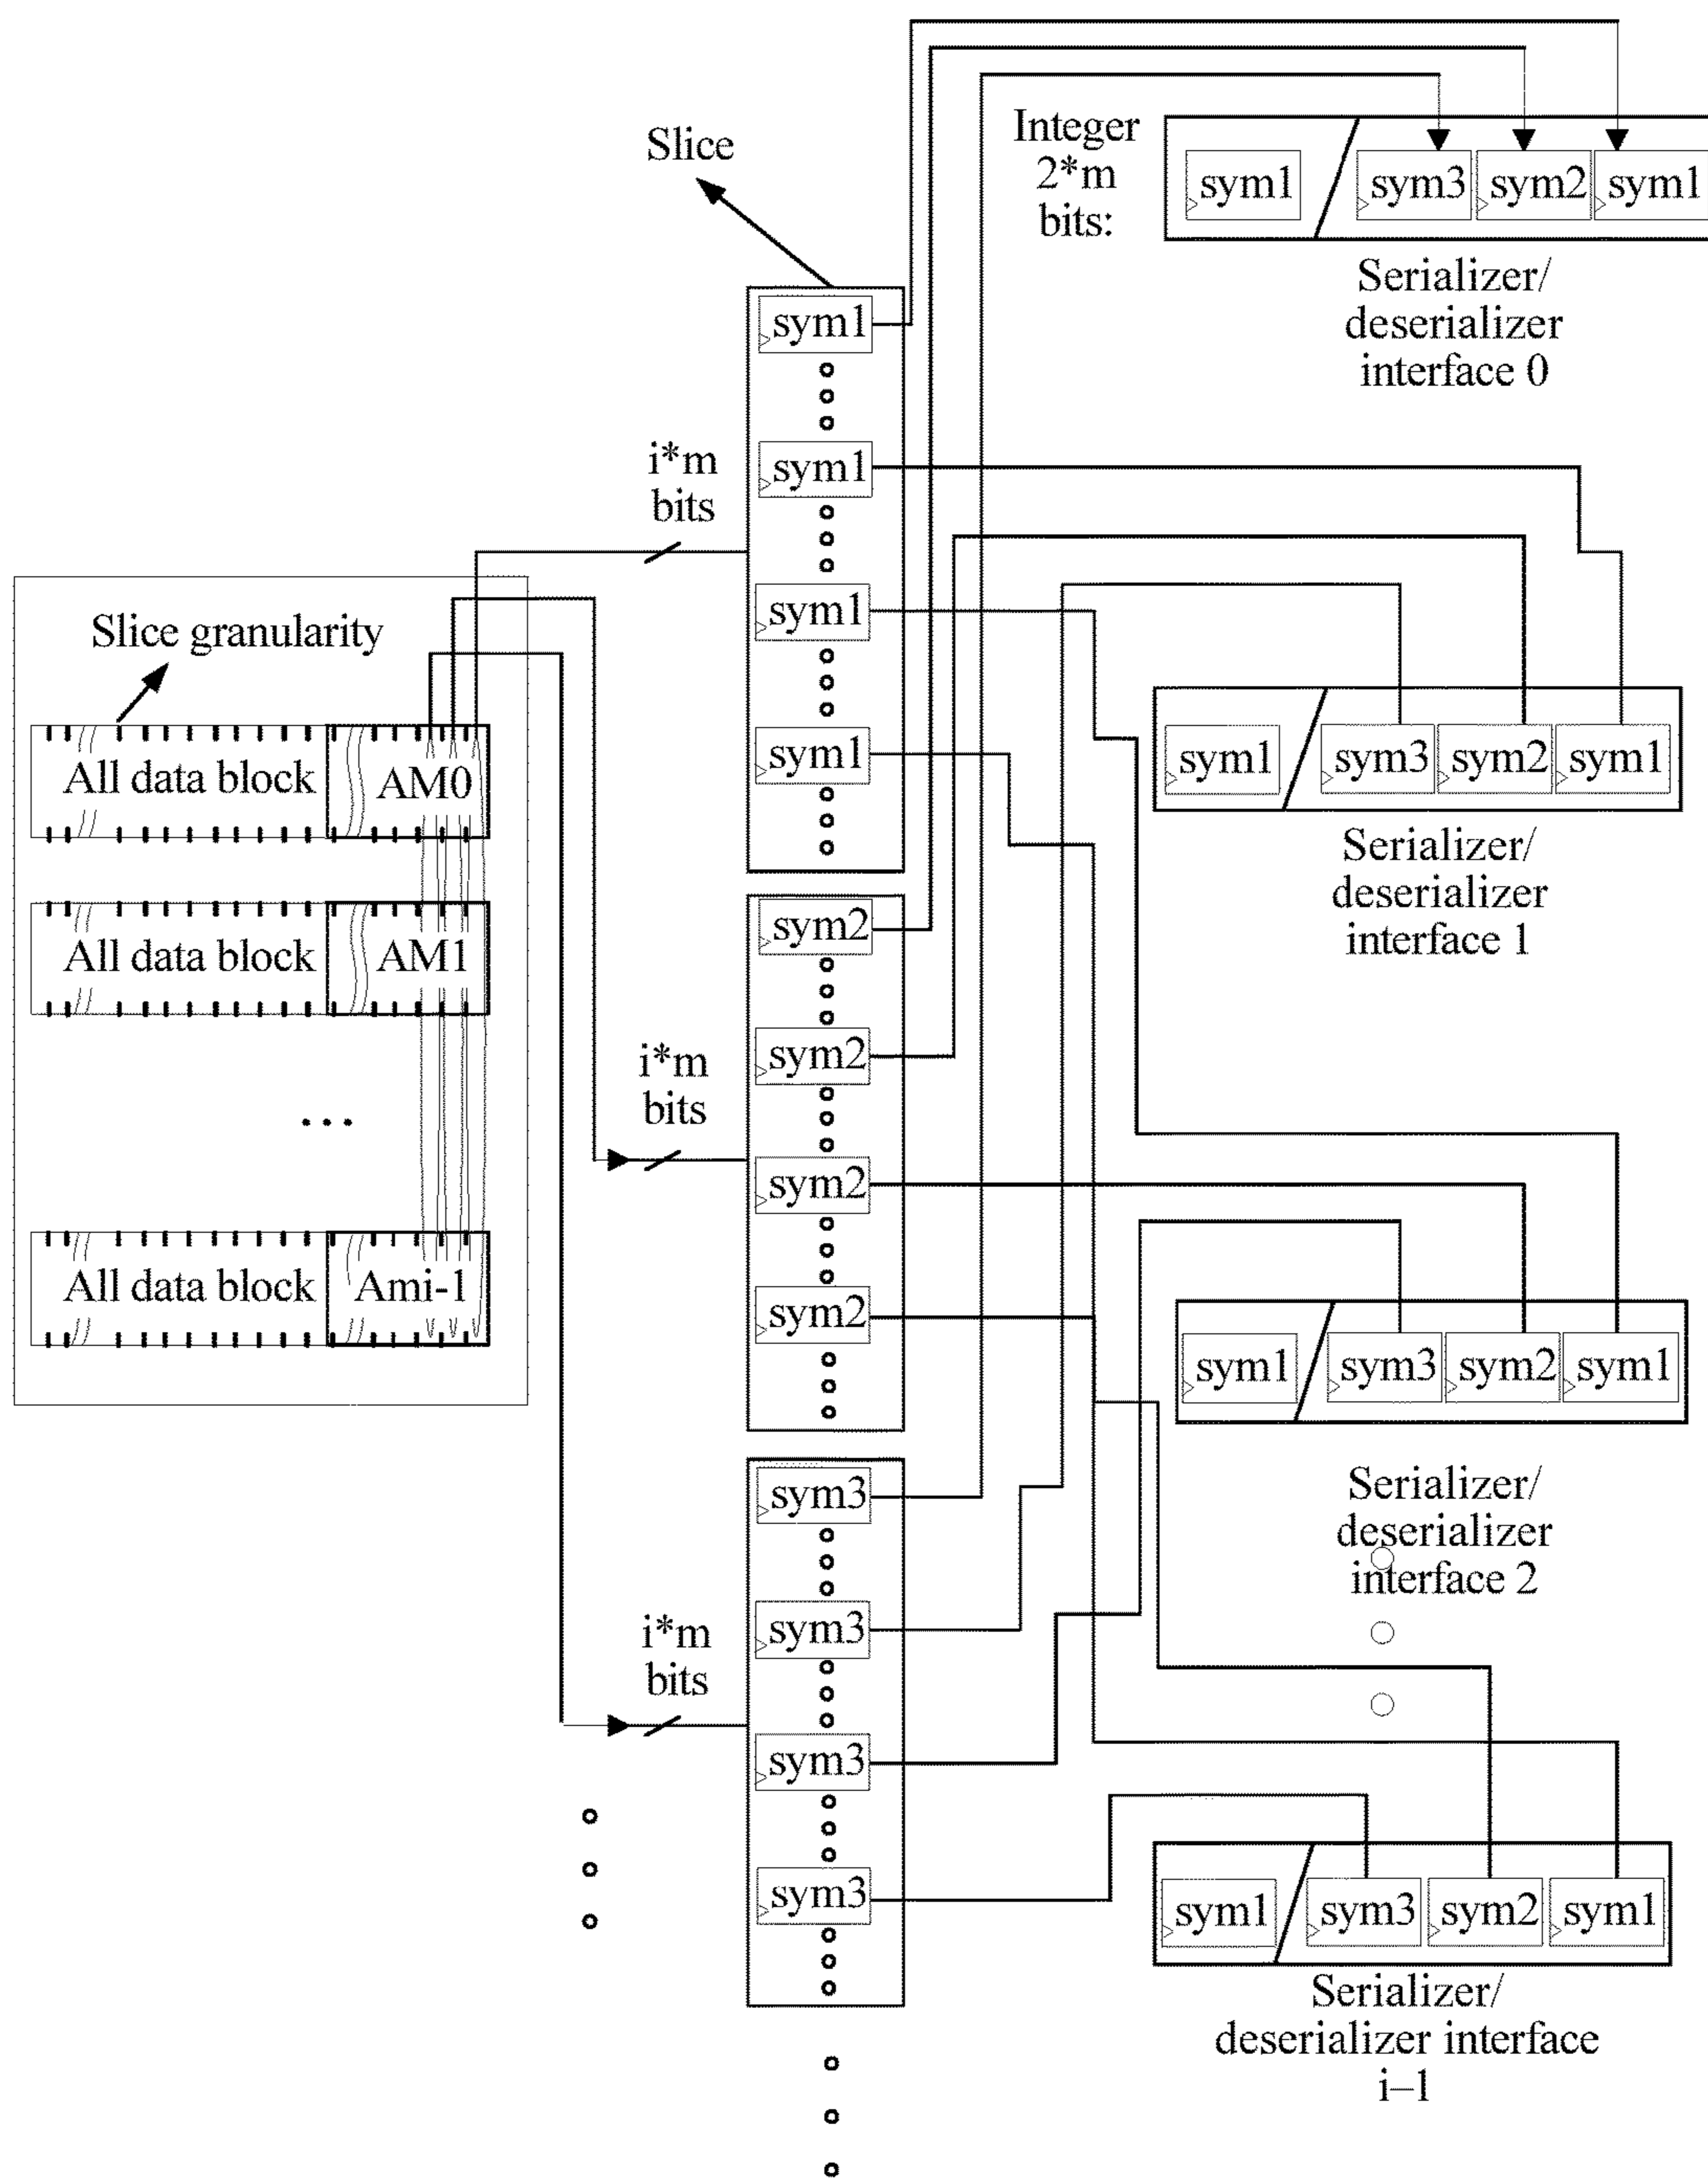 Slice
Integer
2*m
bits:
sym1 sym3 sym2 sym1
Serializer/
deserializer
interface 0
Slice granularity
All data block AM0
All data block AM1
...
All data block Ami-1
i*m
bits
i*m
bits
i*m
bits
sym1
sym1
sym1
sym1
sym2
sym2
sym2
sym2
sym3
sym3
sym3
sym3
sym1 sym3 sym2 sym1
Serializer/
deserializer
interface 1
sym1 sym3 sym2 sym1
Serializer/
deserializer
interface 2
sym1 sym3 sym2 sym1
Serializer/
deserializer interface
i–1